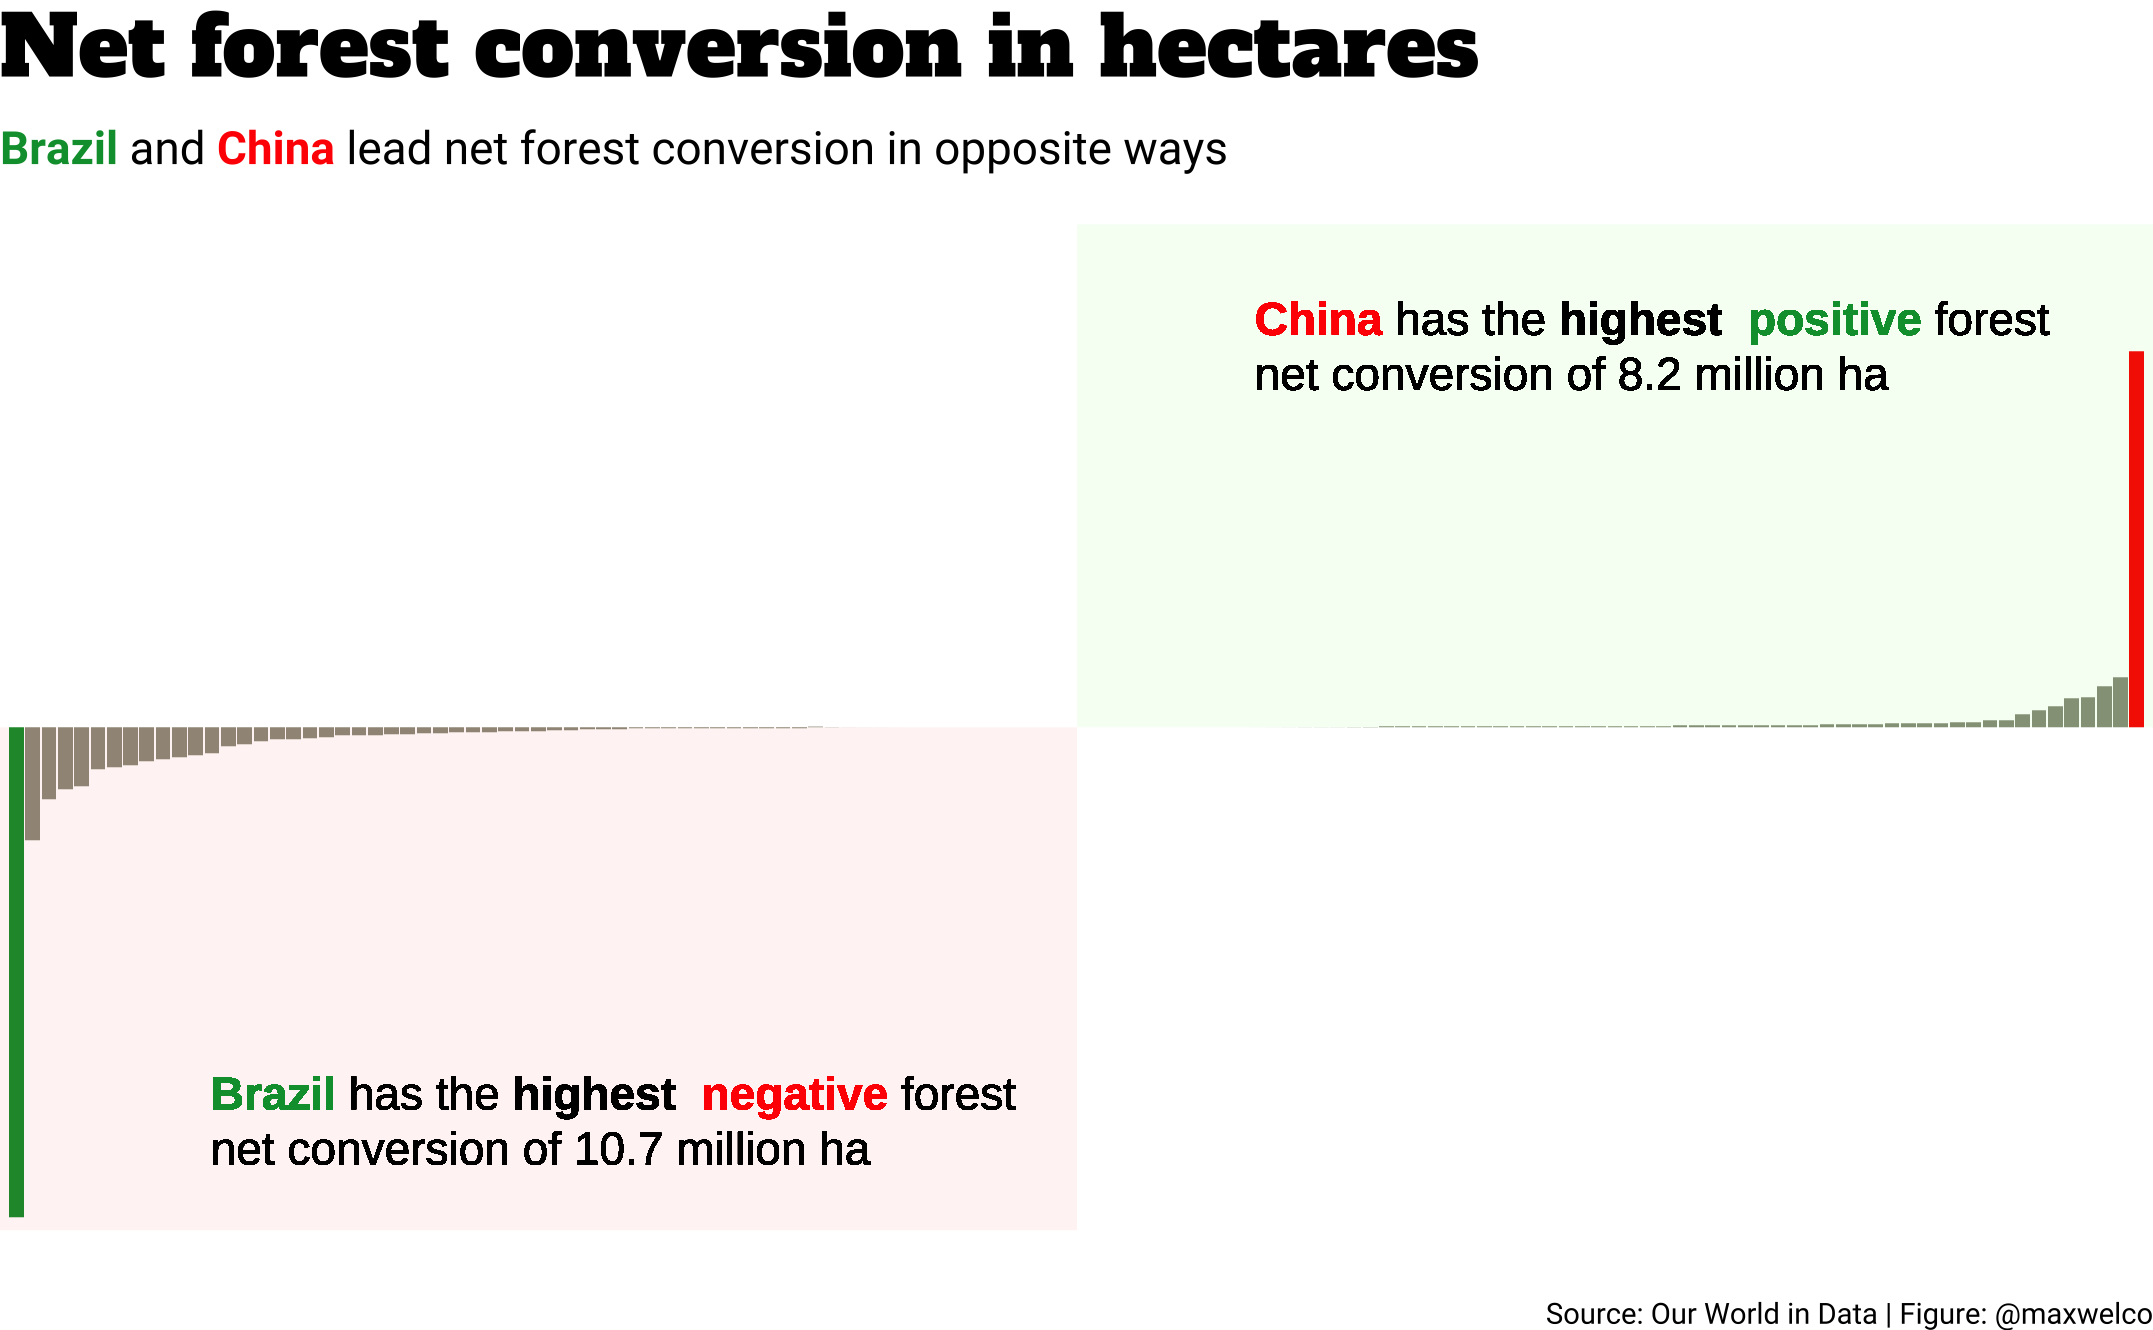 Net forest conversion in hectares
Brazil and China lead net forest conversion in opposite ways
China has the highest positive forest
net conversion of 8.2 million ha
Brazil has the highest negative forest
net conversion of 10.7 million ha
Source: Our World in Data | Figure: @maxwelco